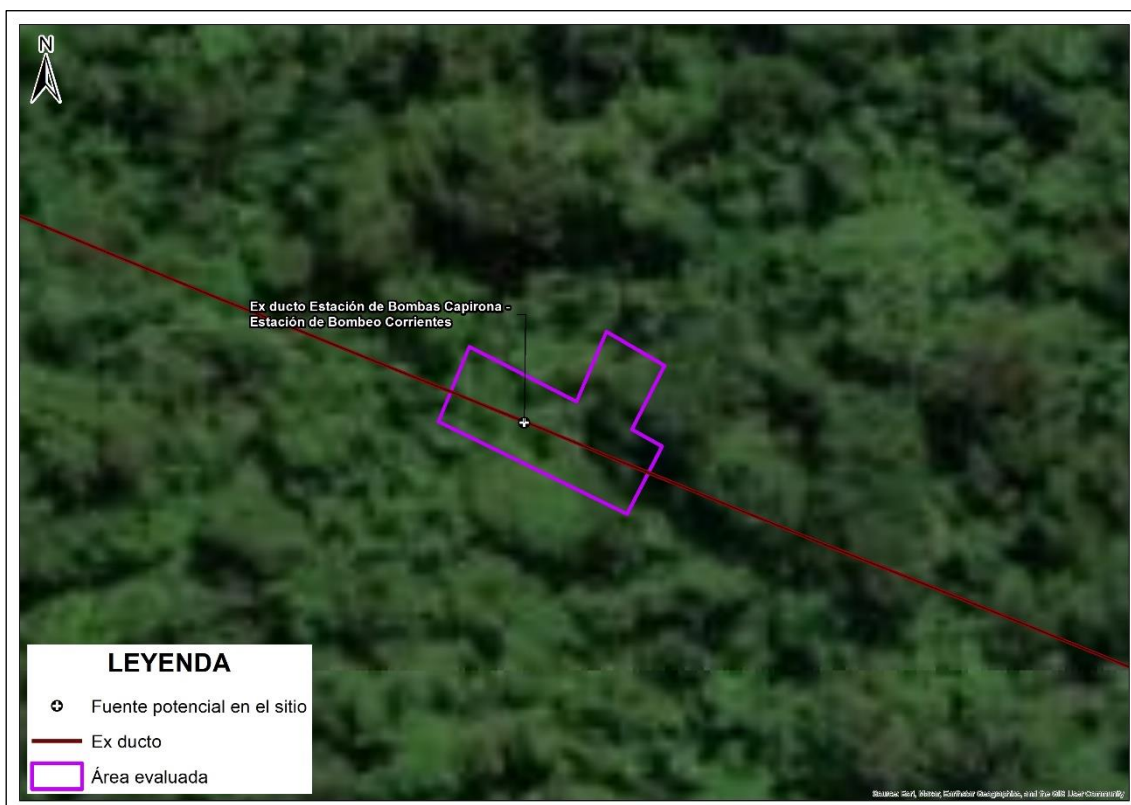 N
Ex ducto Estación de Bombas Capirona -
Estación de Bombeo Corrientes
LEYENDA
Fuente potencial en el sitio
Ex ducto
Área evaluada
Source: Esri, Maxar, Earthstar Geographics, and the GIS User Community